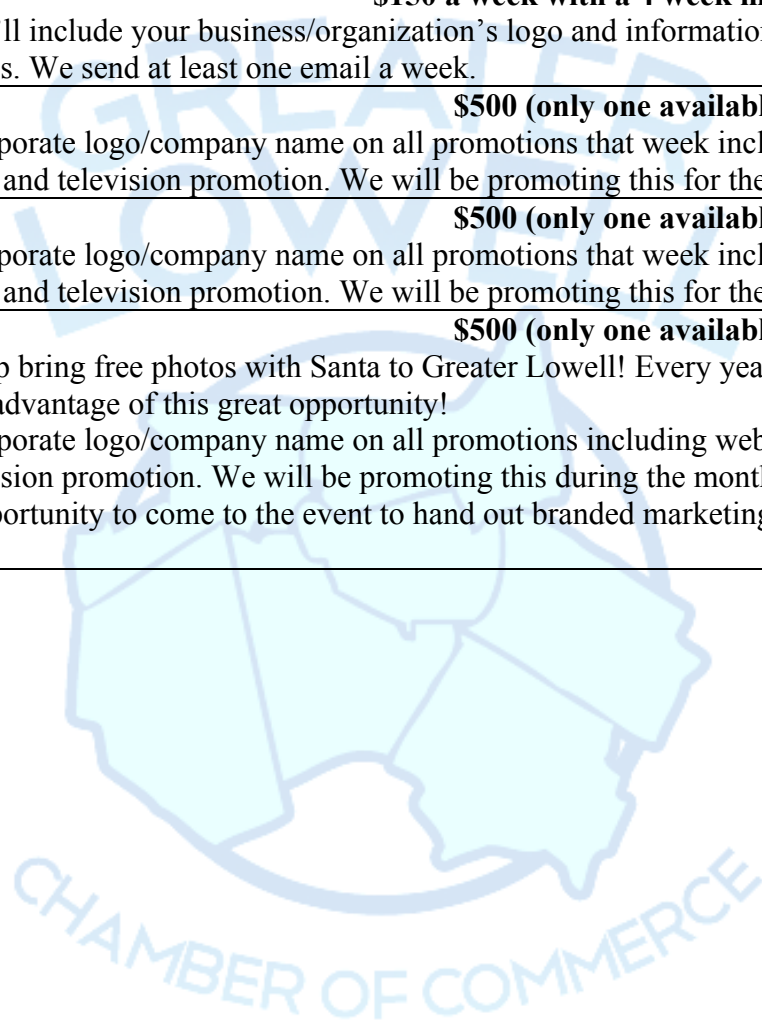 $150 a week with a 4 week
'll include your business/organization's logo and information
s. We send at least one email a week.
$500 (only one availabl
porate logo/company name on all promotions that week incl
and television promotion. We will be promoting this for the
$500 (only one availabl
porate logo/company name on all promotions that week incl
and television promotion. We will be promoting this for the
$500 (only one availabl
p bring free photos with Santa to Greater Lowell! Every yea
advantage of this great opportunity!
porate logo/company name on all promotions including web
sion promotion. We will be promoting this during the month
portunity to come to the event to hand out branded marketing
GREATER
LOWELL
CHAMBER OF COMMERCE